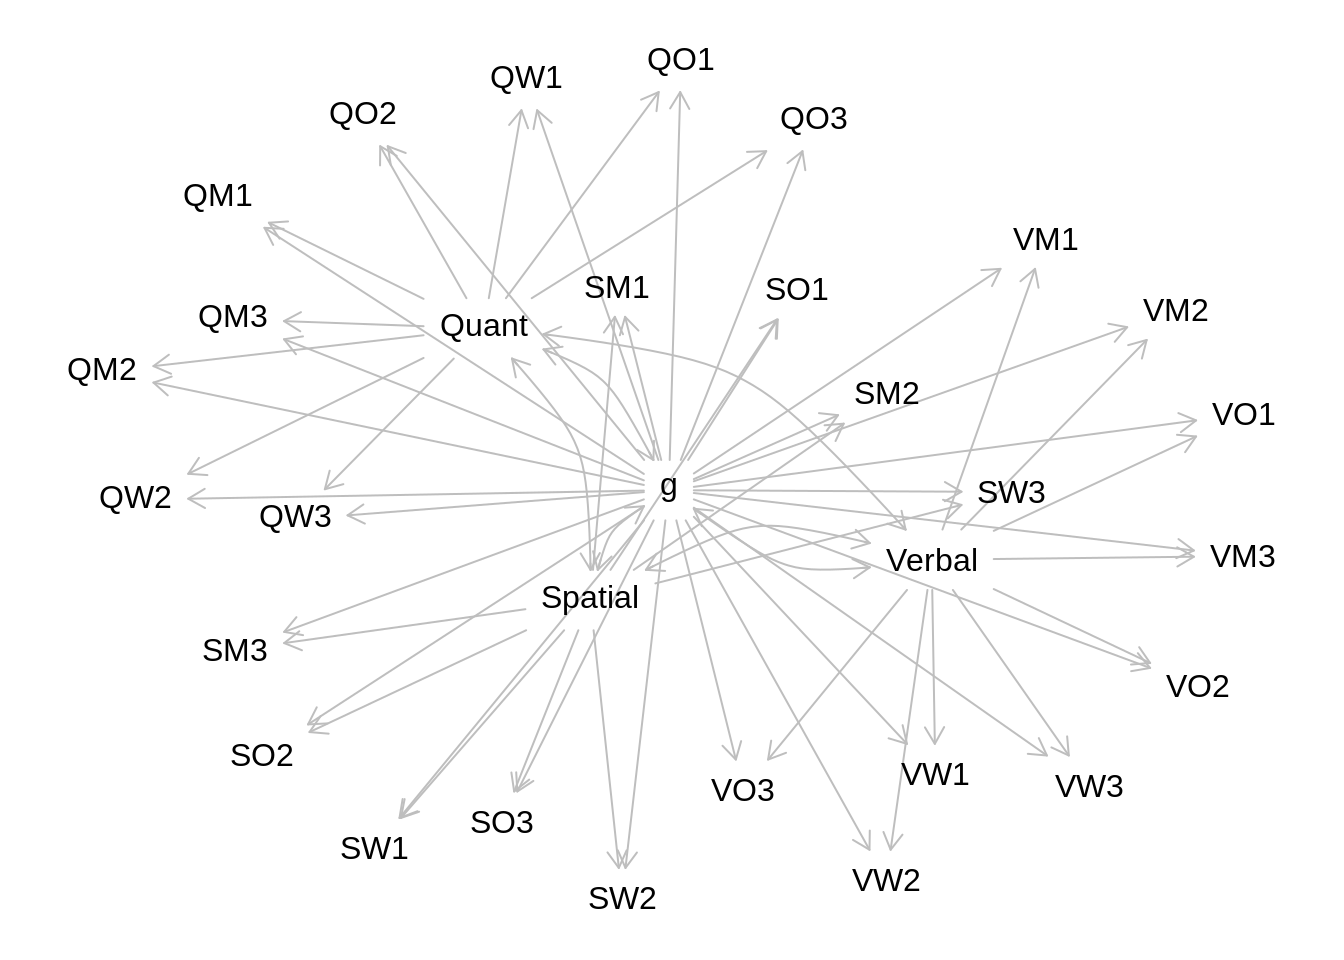 QO1
QW1
QO2
QO3
QM1
VM1
SM1
SO1
VM2
QM3
Quant
QM2
SM2
VO1
g
SW3
QW2
QW3
VM3
Verbal
Spatial
SM3
VO2
SO2
VW1
VW3
VO3
SO3
SW1
VW2
SW2